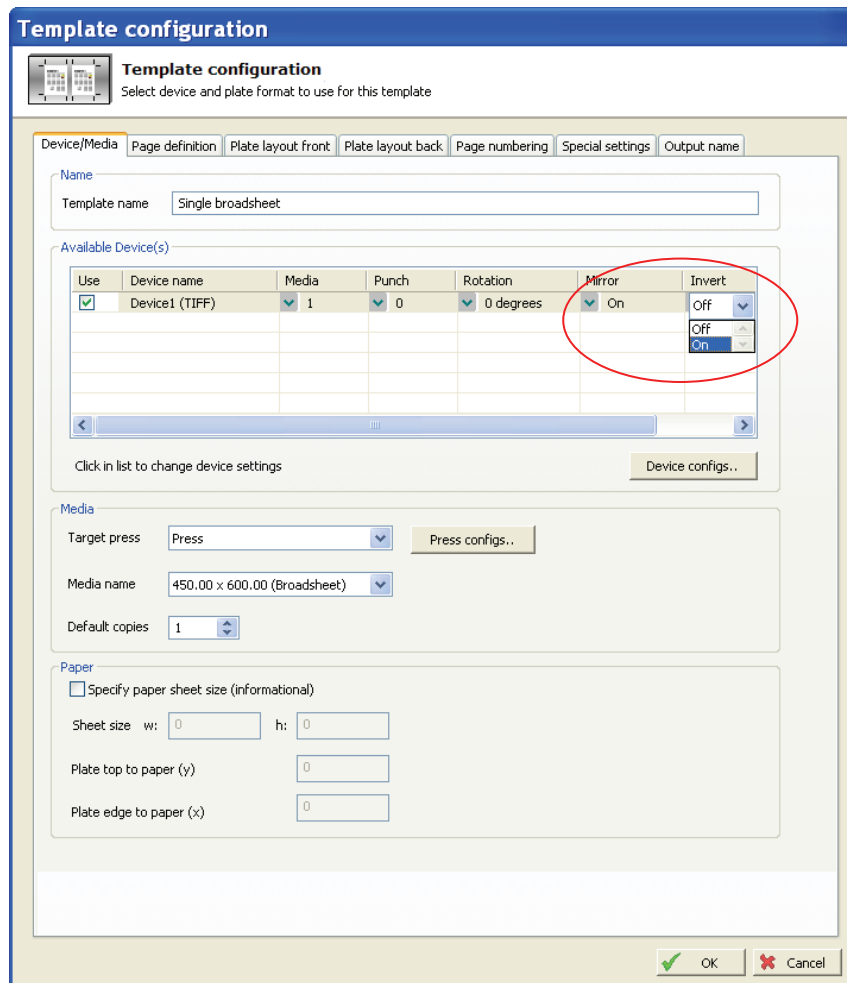 Template configuration
Template configuration
Select device and plate format to use for this template
Device/Media Page definition Plate layout front Plate layout back Page numbering Special settings Output name
Name
Template name Single broadsheet
Available Device(s)
Use Device name Media Punch Rotation Mirror Invert
Device1 (TIFF) 1 0 0 degrees On Off
Off
On
Click in list to change device settings Device configs..
Media
Target press Press Press configs..
Media name 450.00 x 600.00 (Broadsheet)
Default copies 1
Paper
Specify paper sheet size (informational)
Sheet size w: 0 h: 0
Plate top to paper (y) 0
Plate edge to paper (x) 0
OK Cancel